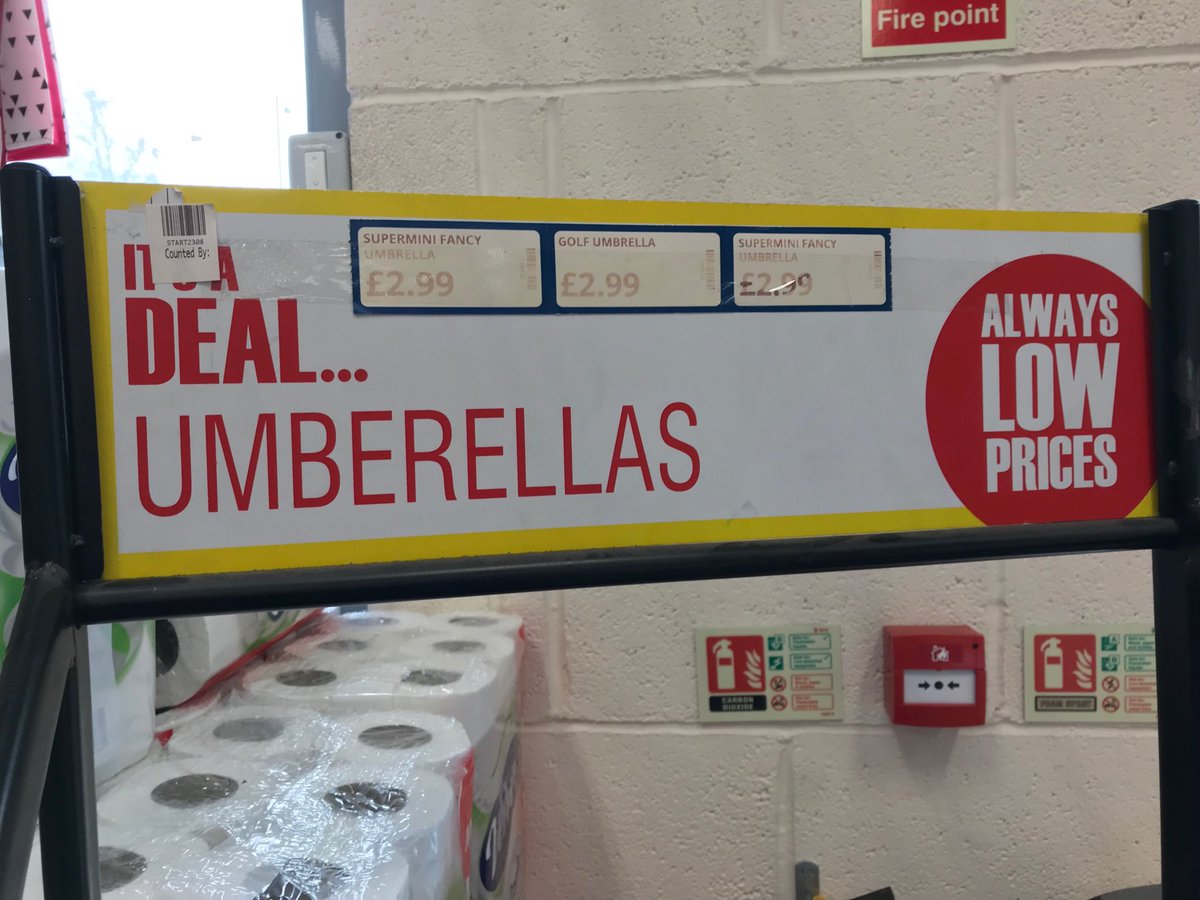 Fire point
START2308
Counted By:
IT'S A
DEAL...
UMBERELLAS
SUPERMINI FANCY
UMBRELLA
£2.99
GOLF UMBRELLA
£2.99
SUPERMINI FANCY
UMBRELLA
£2.99
ALWAYS
LOW
PRICES
CARBON
DIOXIDE
FOAM SPRAY